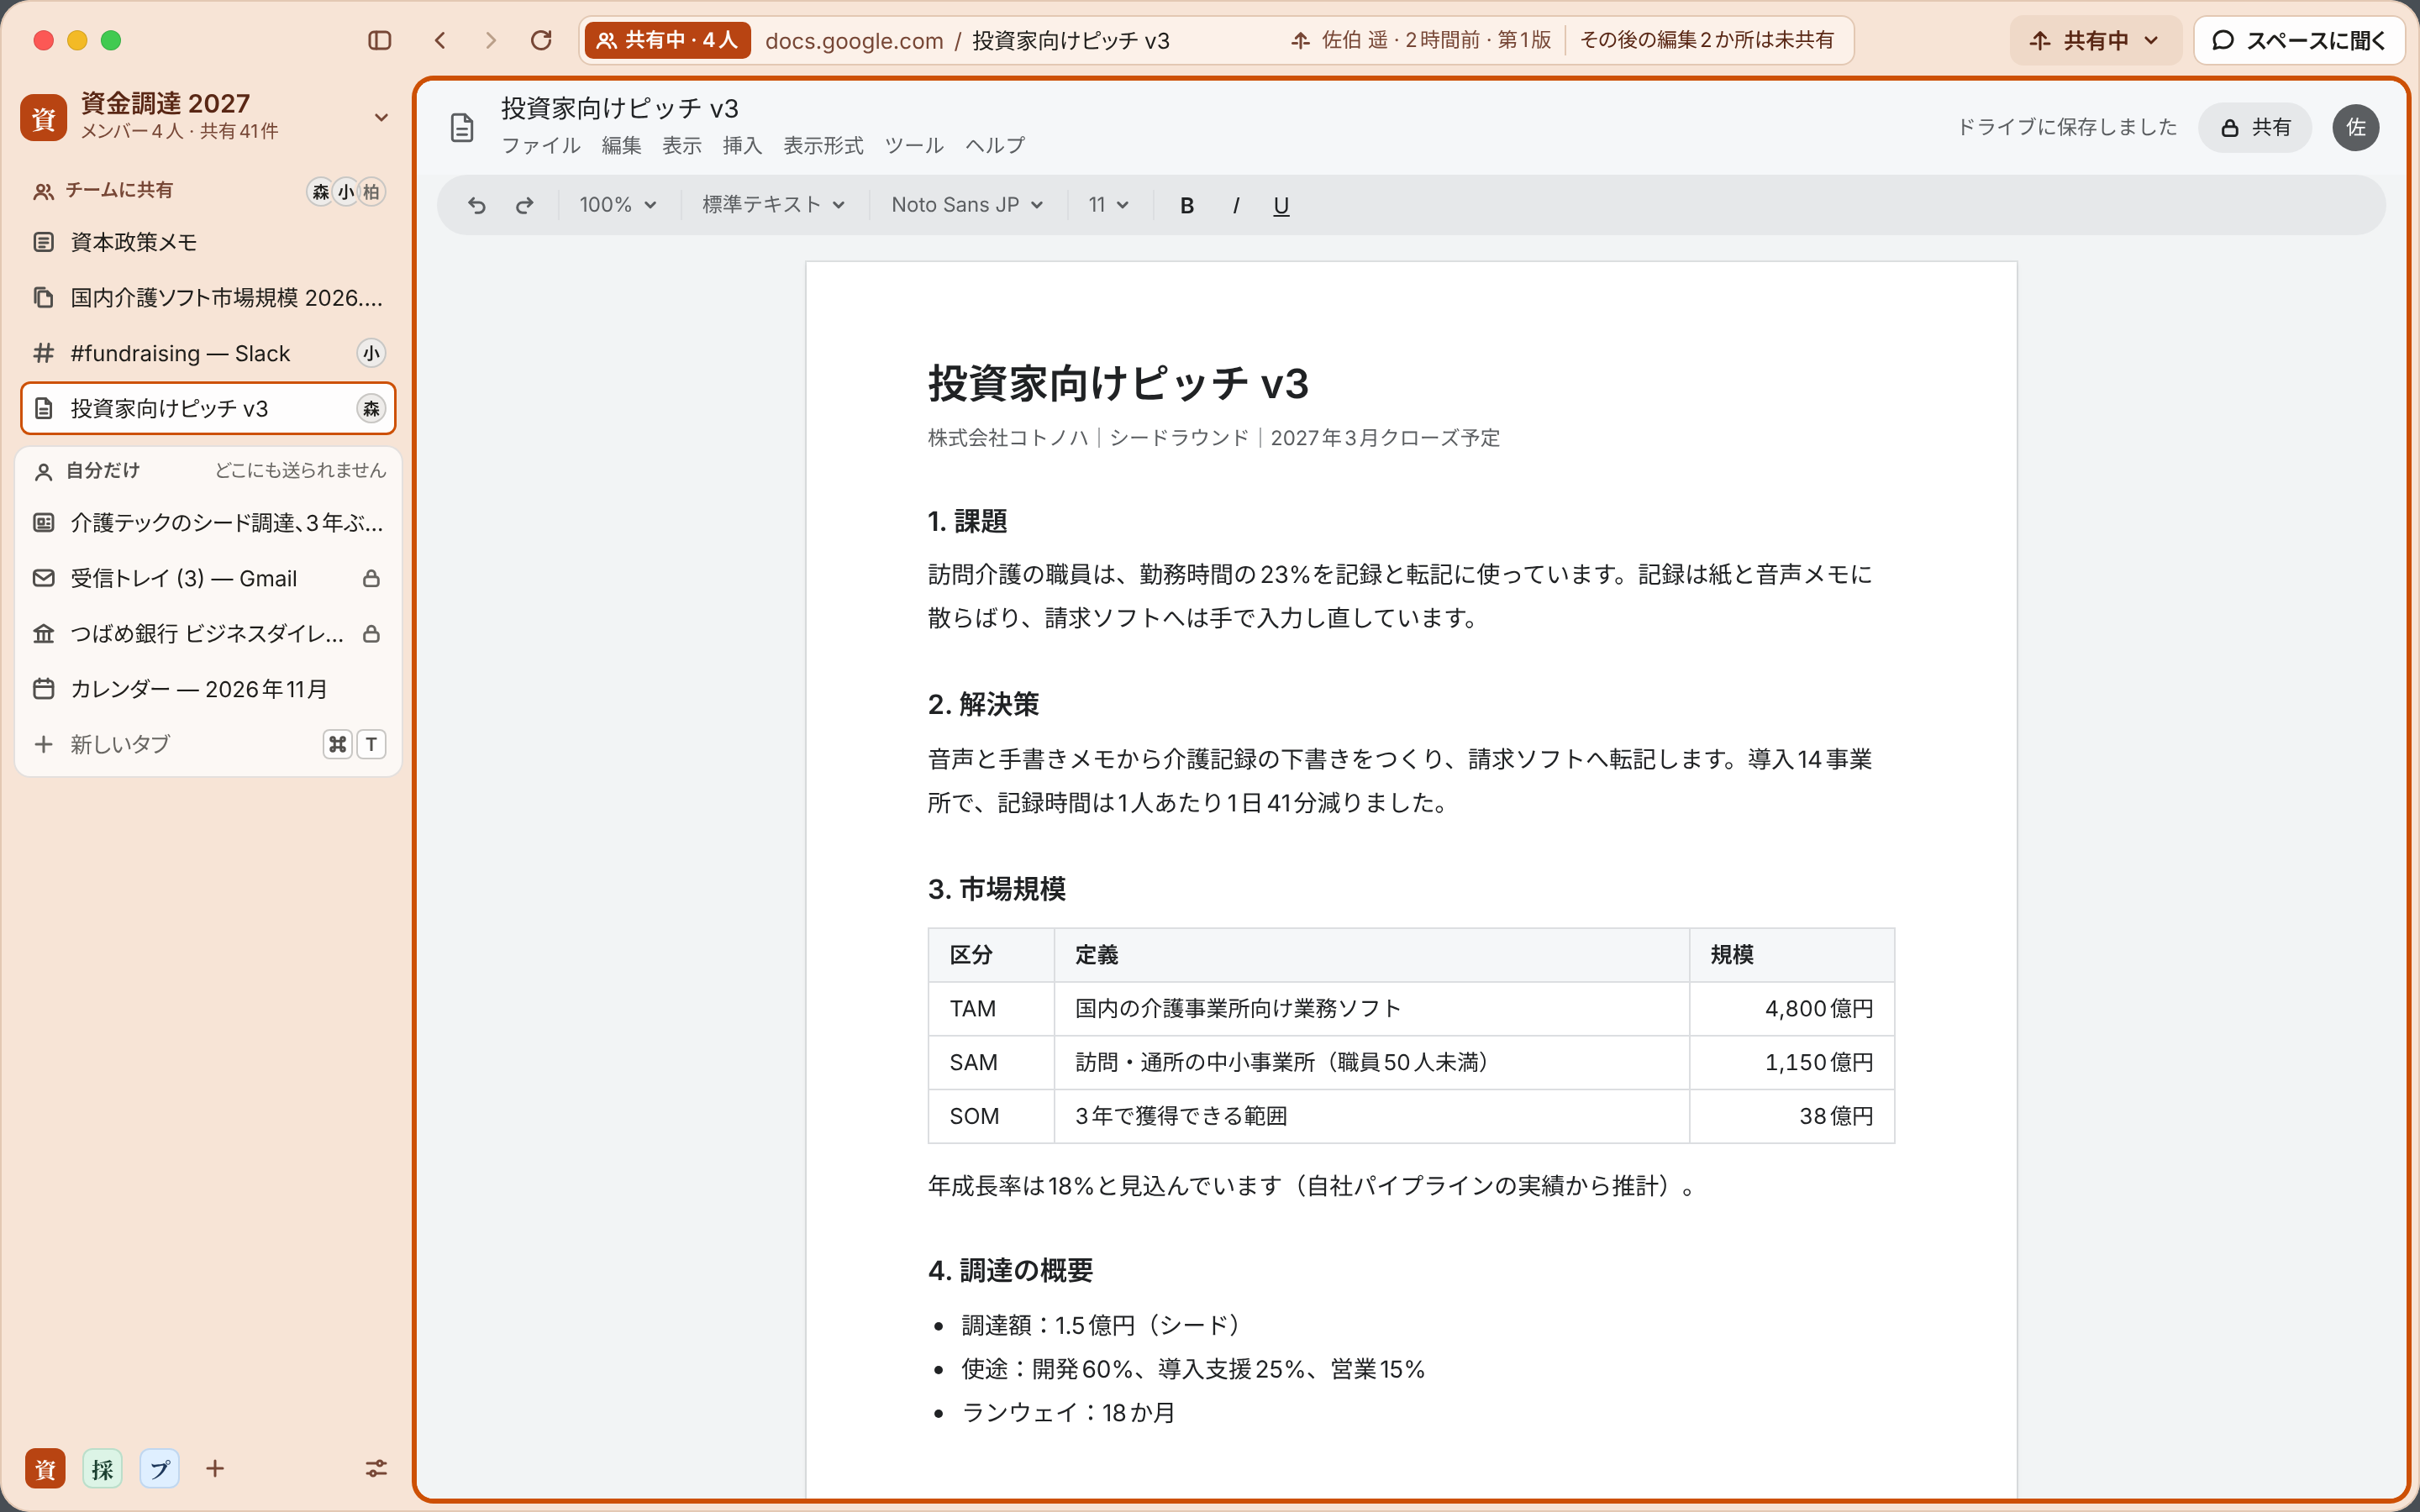 共有中 · 4人
docs.google.com / 投資家向けピッチ v3
佐伯 遥 · 2時間前 · 第1版
その後の編集2か所は未共有
共有中
スペースに聞く
資
資金調達 2027
メンバー4人 · 共有41件
チームに共有
森 小 柏
資本政策メモ
国内介護ソフト市場規模 2026....
#fundraising — Slack
小
投資家向けピッチ v3
森
自分だけ
どこにも送られません
介護テックのシード調達、3年ぶ...
受信トレイ (3) — Gmail
つばめ銀行 ビジネスダイレ...
カレンダー — 2026年11月
新しいタブ
⌘ T
資 採 プ
投資家向けピッチ v3
ファイル 編集 表示 挿入 表示形式 ツール ヘルプ
ドライブに保存しました
共有
佐
100% 標準テキスト Noto Sans JP 11 B I U
投資家向けピッチ v3
株式会社コトノハ｜シードラウンド｜2027年3月クローズ予定
1. 課題
訪問介護の職員は、勤務時間の23%を記録と転記に使っています。記録は紙と音声メモに
散らばり、請求ソフトへは手で入力し直しています。
2. 解決策
音声と手書きメモから介護記録の下書きをつくり、請求ソフトへ転記します。導入14事業
所で、記録時間は1人あたり1日41分減りました。
3. 市場規模
区分 定義 規模
TAM 国内の介護事業所向け業務ソフト 4,800億円
SAM 訪問・通所の中小事業所（職員50人未満） 1,150億円
SOM 3年で獲得できる範囲 38億円
年成長率は18%と見込んでいます（自社パイプラインの実績から推計）。
4. 調達の概要
• 調達額：1.5億円（シード）
• 使途：開発60%、導入支援25%、営業15%
• ランウェイ：18か月